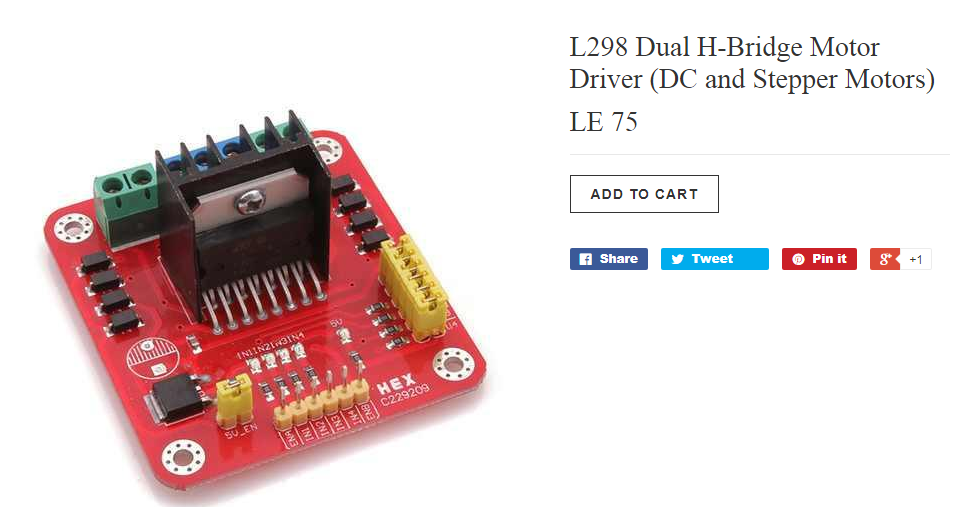 L298 Dual H-Bridge Motor
Driver (DC and Stepper Motors)
LE 75
ADD TO CART
Share
Tweet
Pin it
g+
+1
5V
IN1IN2IN3IN4
U4
HEX
C229209
5V_EN
ENA
IN1
IN2
IN3
IN4
ENB